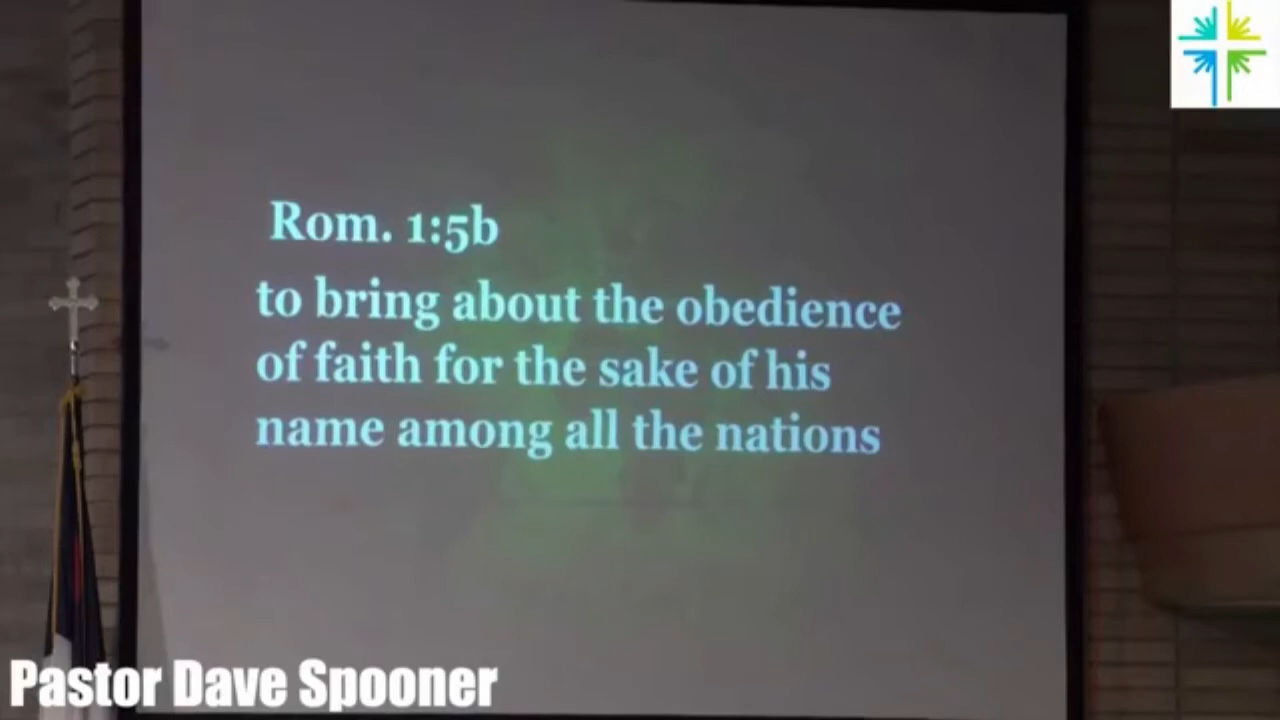 Rom. 1:5b
to bring about the obedience
of faith for the sake of his
name among all the nations
Pastor Dave Spooner